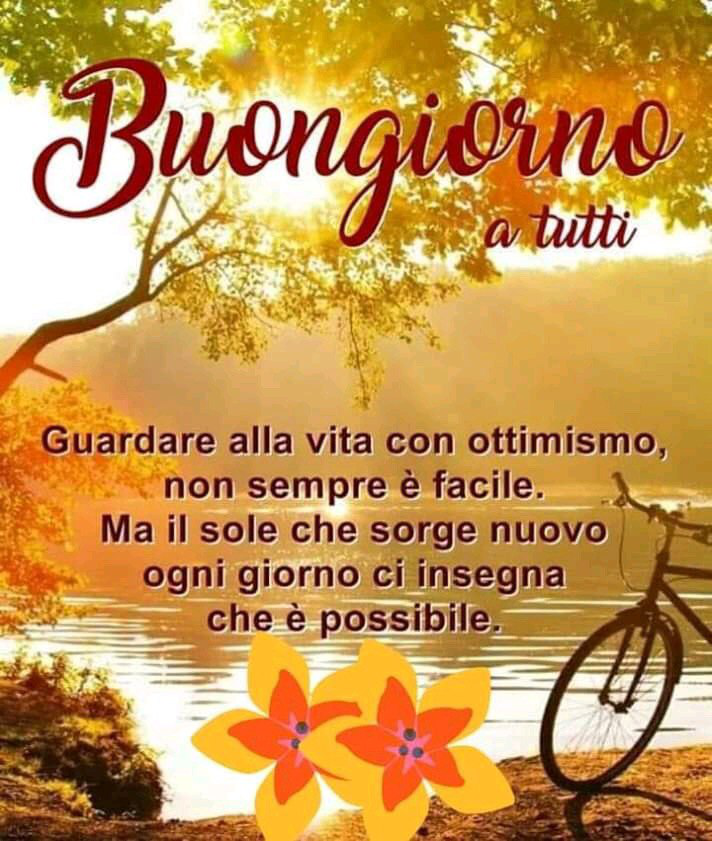 Buongiorno
a tutti
Guardare alla vita con ottimismo,
non sempre è facile.
Ma il sole che sorge nuovo
ogni giorno ci insegna
che è possibile.